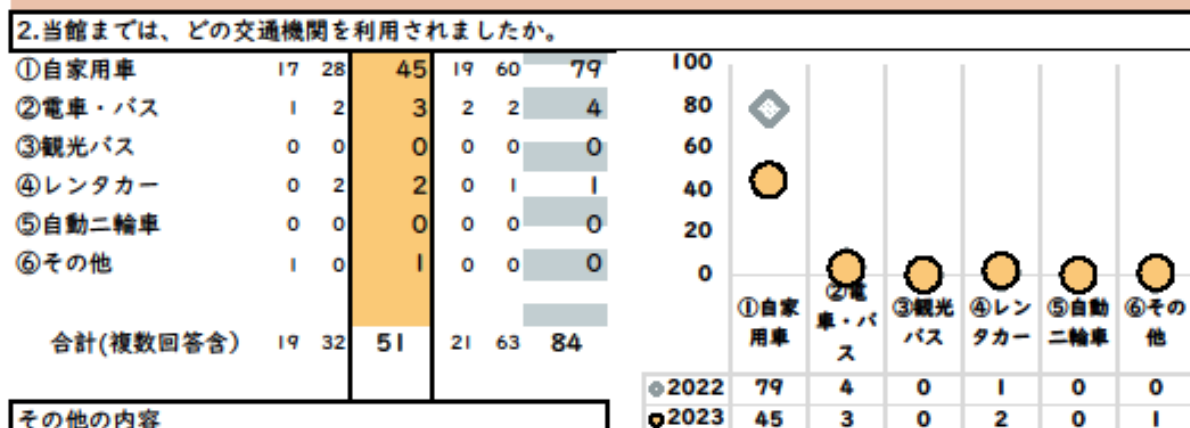 2.当館までは、どの交通機関を利用されましたか。
①自家用車 17 28 45 19 60 79
②電車・バス 1 2 3 2 2 4
③観光バス 0 0 0 0 0 0
④レンタカー 0 2 2 0 1 1
⑤自動二輪車 0 0 0 0 0 0
⑥その他 1 0 1 0 0 0
合計(複数回答含) 19 32 51 21 63 84
その他の内容
100
80
60
40
20
0
①自家用車 ②電車・バス ③観光バス ④レンタカー ⑤自動二輪車 ⑥その他
2022 79 4 0 1 0 0
2023 45 3 0 2 0 1